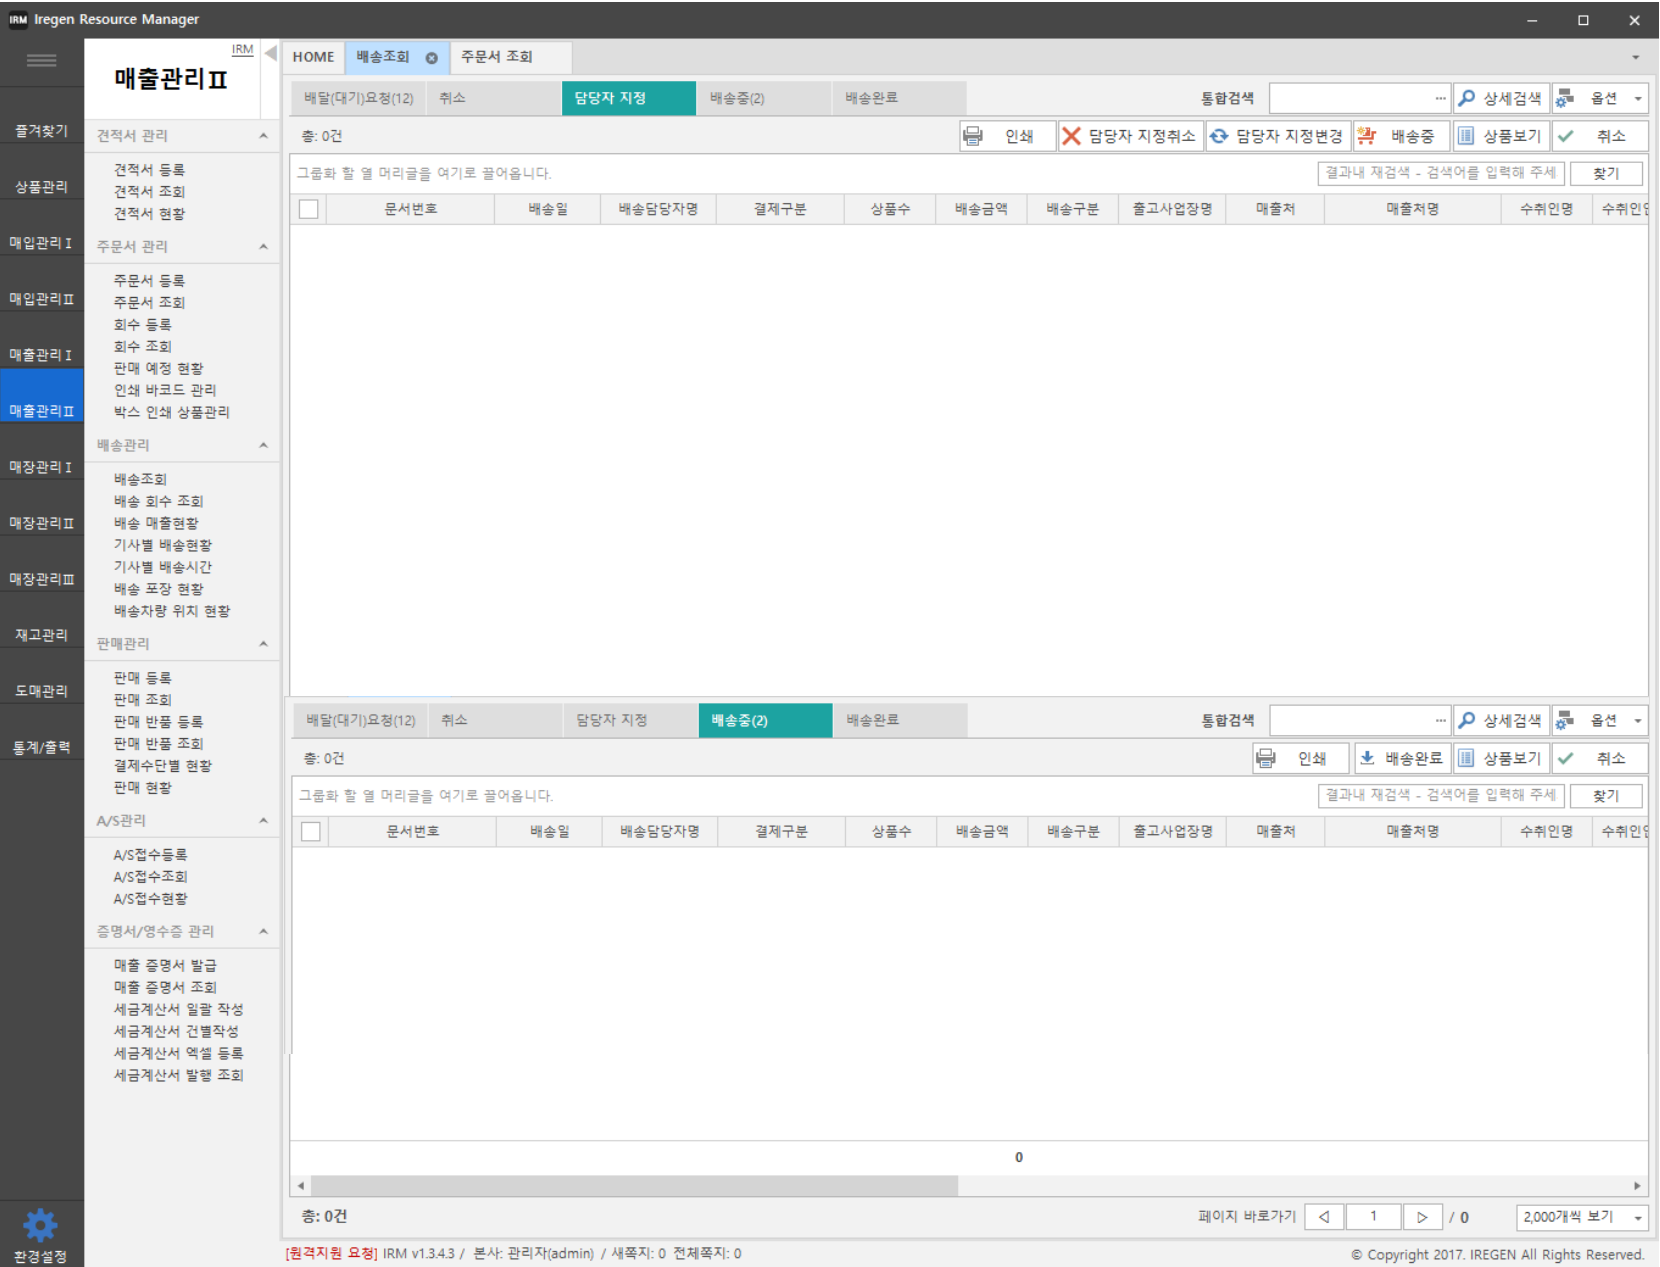 IRM Iregen Resource Manager
즐겨찾기
상품관리
매입관리Ⅰ
매입관리Ⅱ
매출관리Ⅰ
매출관리Ⅱ
매장관리Ⅰ
매장관리Ⅱ
매장관리Ⅲ
재고관리
도매관리
통계/출력
환경설정
IRM
매출관리Ⅱ
견적서 관리
견적서 등록
견적서 조회
견적서 현황
주문서 관리
주문서 등록
주문서 조회
회수 등록
회수 조회
판매 예정 현황
인쇄 바코드 관리
박스 인쇄 상품관리
배송관리
배송조회
배송 회수 조회
배송 매출현황
기사별 배송현황
기사별 배송시간
배송 포장 현황
배송차량 위치 현황
판매관리
판매 등록
판매 조회
판매 반품 등록
판매 반품 조회
결제수단별 현황
판매 현황
A/S관리
A/S접수등록
A/S접수조회
A/S접수현황
증명서/영수증 관리
매출 증명서 발급
매출 증명서 조회
세금계산서 일괄 작성
세금계산서 건별작성
세금계산서 엑셀 등록
세금계산서 발행 조회
HOME 배송조회 주문서 조회
배달(대기)요청(12) 취소 담당자 지정 배송중(2) 배송완료 통합검색 ... 상세검색 옵션
총: 0건 인쇄 담당자 지정취소 담당자 지정변경 배송중 상품보기 취소
그룹화 할 열 머리글을 여기로 끌어옵니다. 결과내 재검색 - 검색어를 입력해 주세 찾기
문서번호 배송일 배송담당자명 결제구분 상품수 배송금액 배송구분 출고사업장명 매출처 매출처명 수취인명 수취인
배달(대기)요청(12) 취소 담당자 지정 배송중(2) 배송완료 통합검색 ... 상세검색 옵션
총: 0건 인쇄 배송완료 상품보기 취소
그룹화 할 열 머리글을 여기로 끌어옵니다. 결과내 재검색 - 검색어를 입력해 주세 찾기
문서번호 배송일 배송담당자명 결제구분 상품수 배송금액 배송구분 출고사업장명 매출처 매출처명 수취인명 수취인
0
총: 0건 페이지 바로가기 1 / 0 2,000개씩 보기
[원격지원 요청] IRM v1.3.4.3 / 본사: 관리자(admin) / 새쪽지: 0 전체쪽지: 0 © Copyright 2017. IREGEN All Rights Reserved.